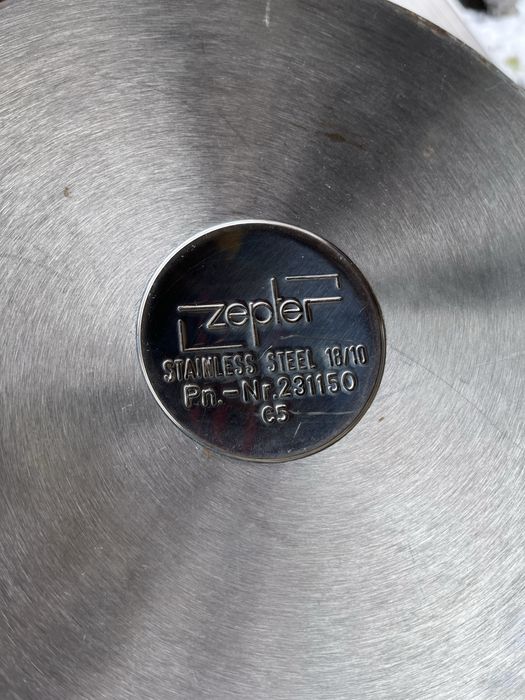 zepter
STAINLESS STEEL 18/10
Pn.-Nr.231150
C5